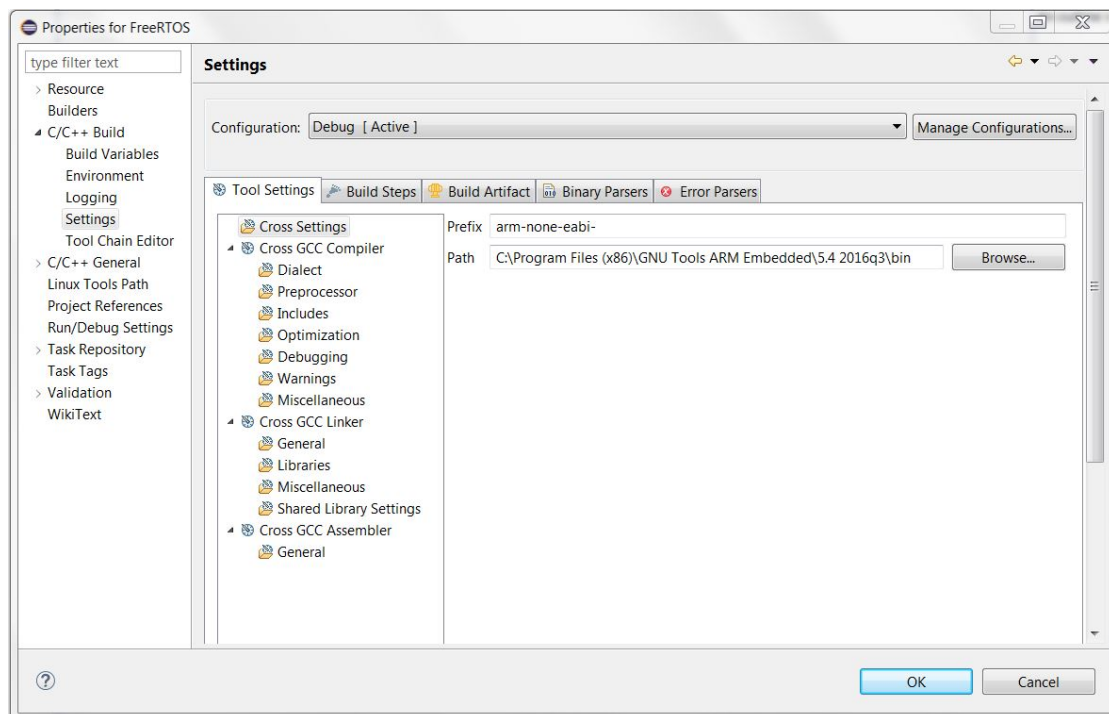 Properties for FreeRTOS
type filter text
Resource
Builders
C/C++ Build
Build Variables
Environment
Logging
Settings
Tool Chain Editor
C/C++ General
Linux Tools Path
Project References
Run/Debug Settings
Task Repository
Task Tags
Validation
WikiText
Settings
Configuration: Debug [ Active ] Manage Configurations...
Tool Settings Build Steps Build Artifact Binary Parsers Error Parsers
Cross Settings
Cross GCC Compiler
Dialect
Preprocessor
Includes
Optimization
Debugging
Warnings
Miscellaneous
Cross GCC Linker
General
Libraries
Miscellaneous
Shared Library Settings
Cross GCC Assembler
General
Prefix arm-none-eabi-
Path C:\Program Files (x86)\GNU Tools ARM Embedded\5.4 2016q3\bin Browse...
OK Cancel